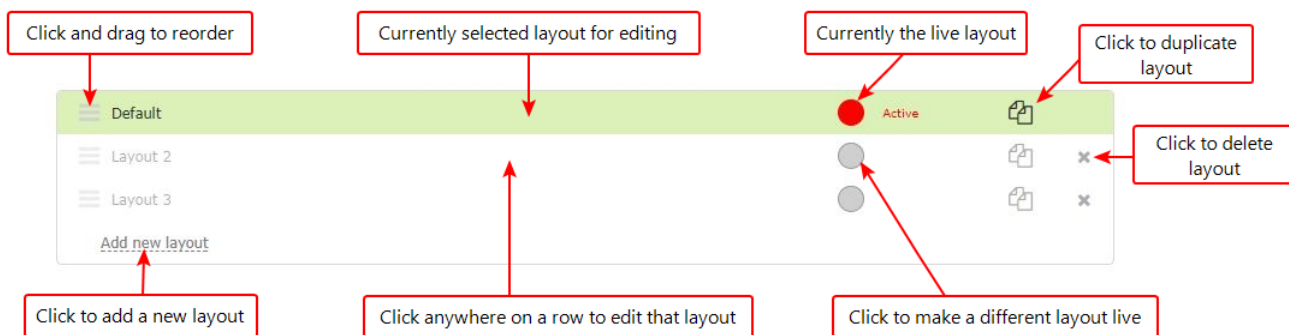 Click and drag to reorder
Currently selected layout for editing
Currently the live layout
Click to duplicate
layout
Default
Active
Layout 2
Click to delete
layout
Layout 3
Add new layout
Click to add a new layout
Click anywhere on a row to edit that layout
Click to make a different layout live